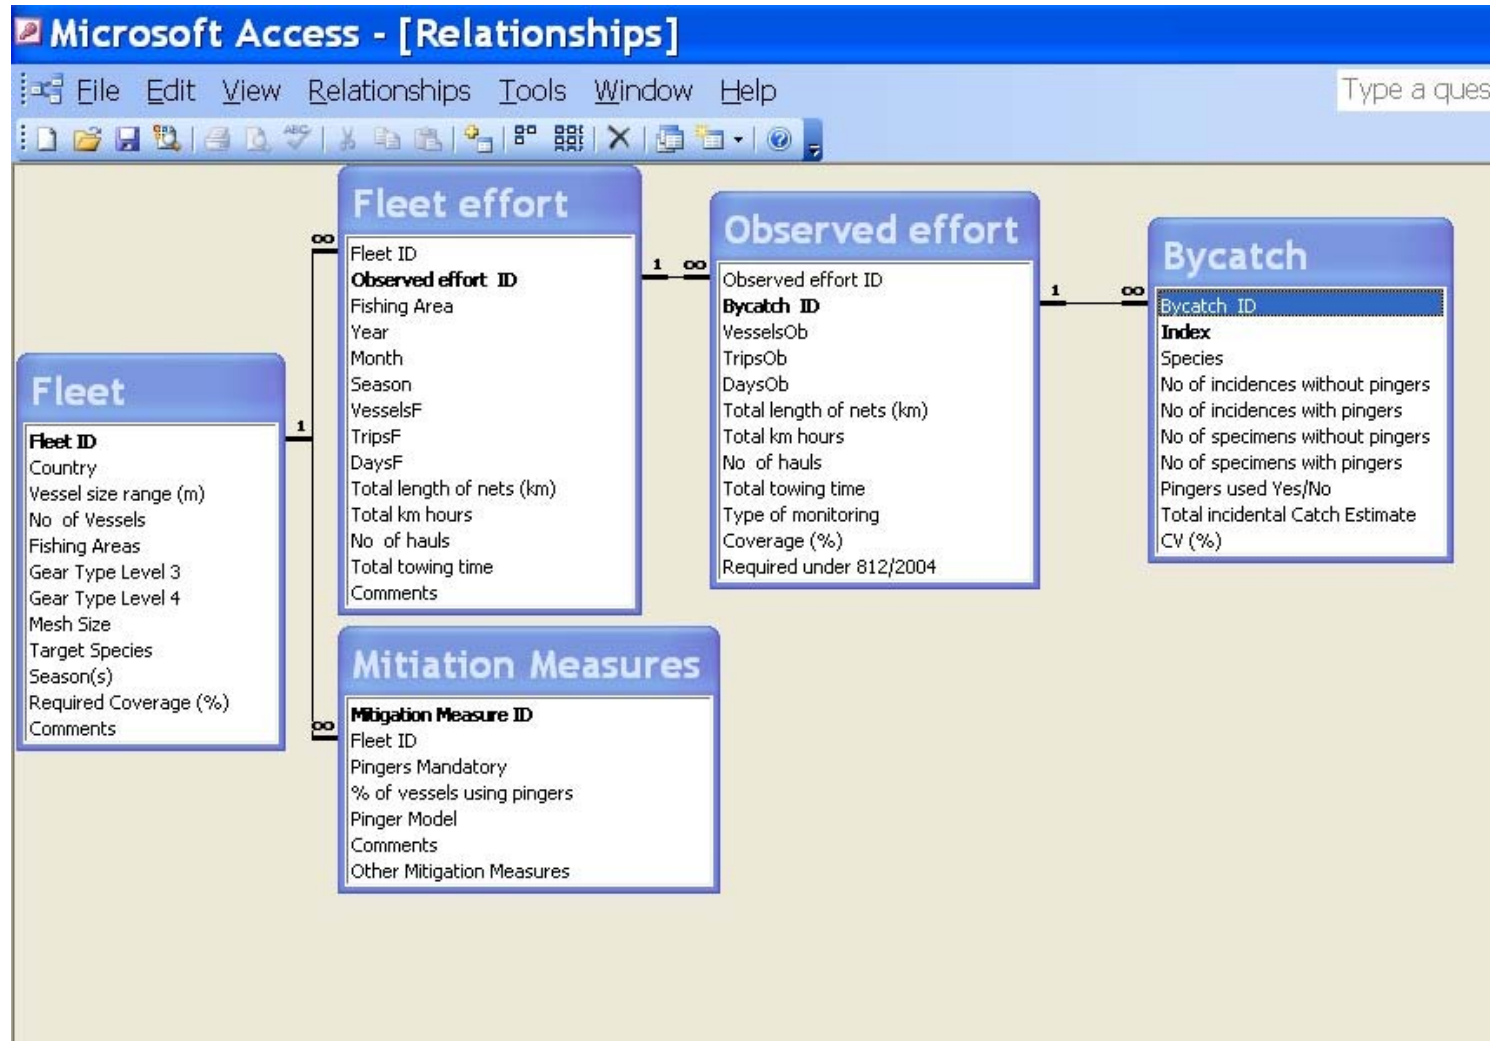 Microsoft Access - [Relationships]
File Edit View Relationships Tools Window Help
Type a ques
ABC
Fleet
Fleet ID
Country
Vessel size range (m)
No of Vessels
Fishing Areas
Gear Type Level 3
Gear Type Level 4
Mesh Size
Target Species
Season(s)
Required Coverage (%)
Comments
1
∞
∞
Fleet effort
Fleet ID
Observed effort ID
Fishing Area
Year
Month
Season
VesselsF
TripsF
DaysF
Total length of nets (km)
Total km hours
No of hauls
Total towing time
Comments
1 ∞
Mitiation Measures
Mitigation Measure ID
Fleet ID
Pingers Mandatory
% of vessels using pingers
Pinger Model
Comments
Other Mitigation Measures
Observed effort
Observed effort ID
Bycatch ID
VesselsOb
TripsOb
DaysOb
Total length of nets (km)
Total km hours
No of hauls
Total towing time
Type of monitoring
Coverage (%)
Required under 812/2004
1 ∞
Bycatch
Bycatch ID
Index
Species
No of incidences without pingers
No of incidences with pingers
No of specimens without pingers
No of specimens with pingers
Pingers used Yes/No
Total incidental Catch Estimate
CV (%)